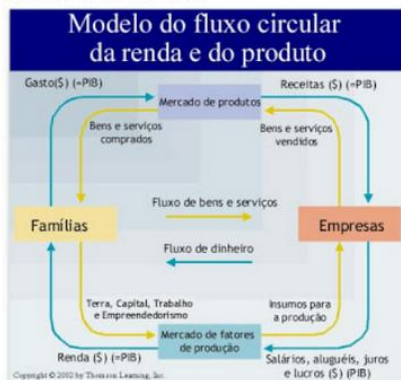 Modelo do fluxo circular
da renda e do produto
Gasto($) (=PIB)
Receitas ($) (=PIB)
Mercado de produtos
Bens e serviços
comprados
Bens e serviços
vendidos
Fluxo de bens e serviços
Famílias
Empresas
Fluxo de dinheiro
Terra, Capital, Trabalho
e Empreendedorismo
Insumos para
a produção
Mercado de fatores
de produção
Renda ($) (=PIB)
Salários, aluguéis, juros
e lucros ($) (PIB)
Copyright © 2002 by Thomson Learning, Inc.